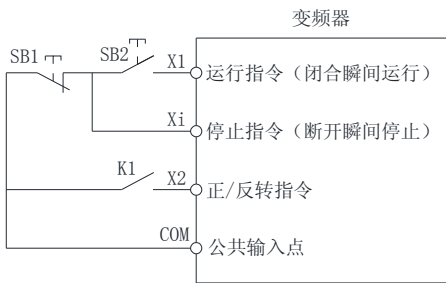 变频器
SB1
SB2
X1
运行指令（闭合瞬间运行）
Xi
停止指令（断开瞬间停止）
K1
X2
正/反转指令
COM
公共输入点